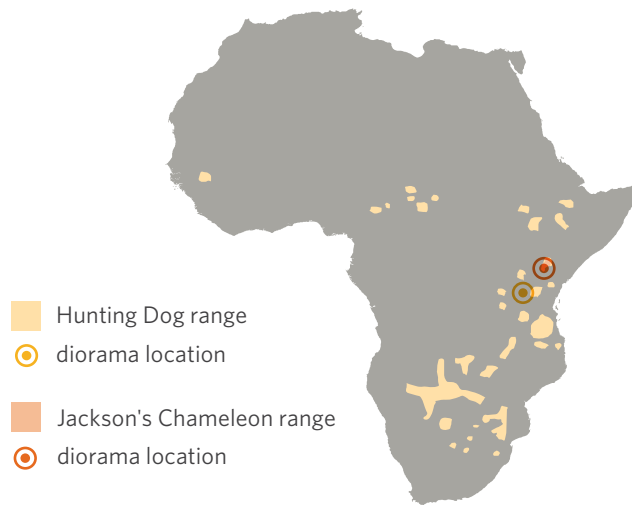 Hunting Dog range
diorama location
Jackson's Chameleon range
diorama location